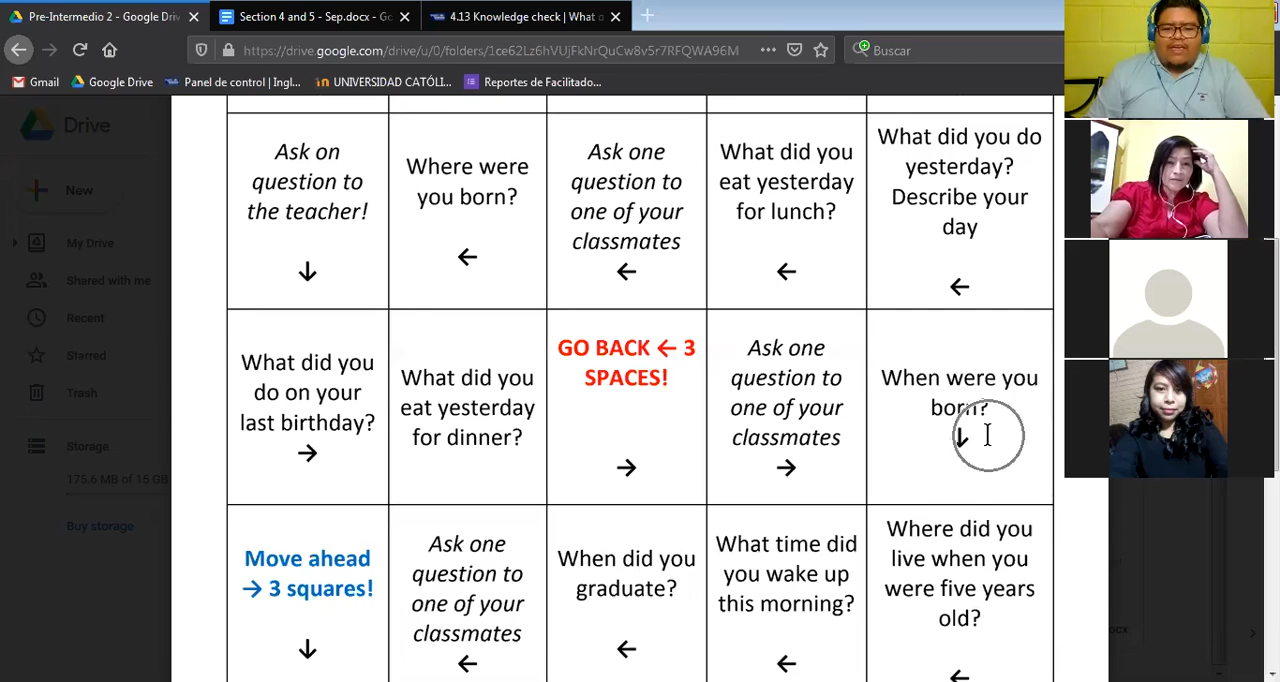 Pre-Intermedio 2 - Google Driv
Section 4 and 5 - Sep.docx - Go
4.13 Knowledge check | What o
https://drive.google.com/drive/u/0/folders/1ce62Lz6hVUjFkNrQuCw8v5r7RFQWA96M
Buscar
Gmail
Google Drive
Panel de control | Ingl...
UNIVERSIDAD CATÓLI...
Reportes de Facilitado...
Drive
New
My Drive
Shared with me
Recent
Starred
Trash
Storage
175.6 MB of 15 GB
Buy storage
Ask on
question to
the teacher!
↓
Where were
you born?
←
Ask one
question to
one of your
classmates
←
What did you
eat yesterday
for lunch?
←
What did you do
yesterday?
Describe your
day
←
What did you
do on your
last birthday?
→
What did you
eat yesterday
for dinner?
GO BACK ← 3
SPACES!
→
Ask one
question to
one of your
classmates
→
When were you
born?
↓
Move ahead
→ 3 squares!
↓
Ask one
question to
one of your
classmates
←
When did you
graduate?
←
What time did
you wake up
this morning?
←
Where did you
live when you
were five years
old?
←